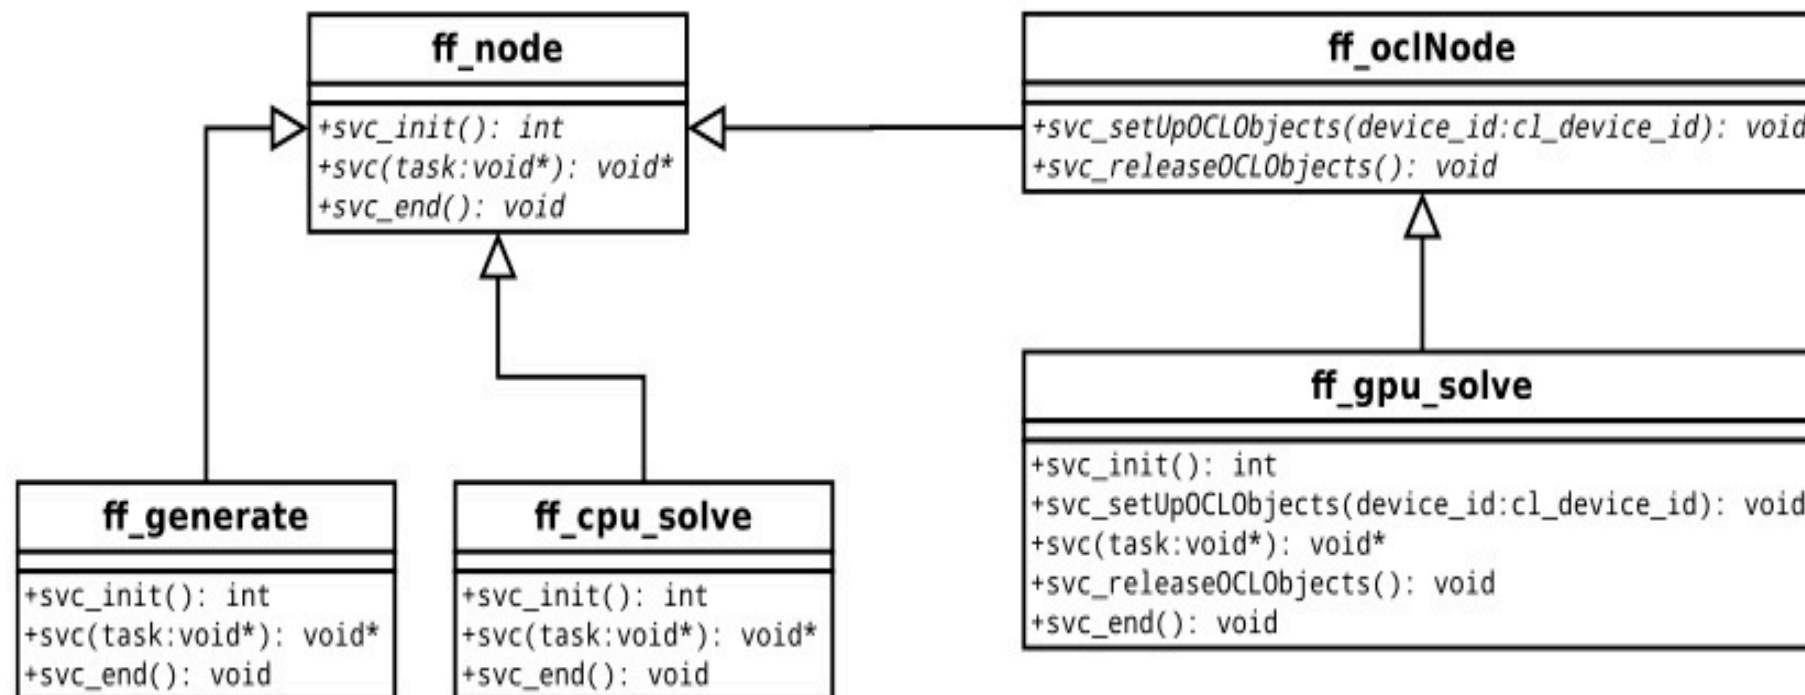 ff_node
+svc_init(): int
+svc(task:void*): void*
+svc_end(): void
ff_oclNode
+svc_setUpOCLObjects(device_id:cl_device_id): void
+svc_releaseOCLObjects(): void
ff_generate
+svc_init(): int
+svc(task:void*): void*
+svc_end(): void
ff_cpu_solve
+svc_init(): int
+svc(task:void*): void*
+svc_end(): void
ff_gpu_solve
+svc_init(): int
+svc_setUpOCLObjects(device_id:cl_device_id): void
+svc(task:void*): void*
+svc_releaseOCLObjects(): void
+svc_end(): void